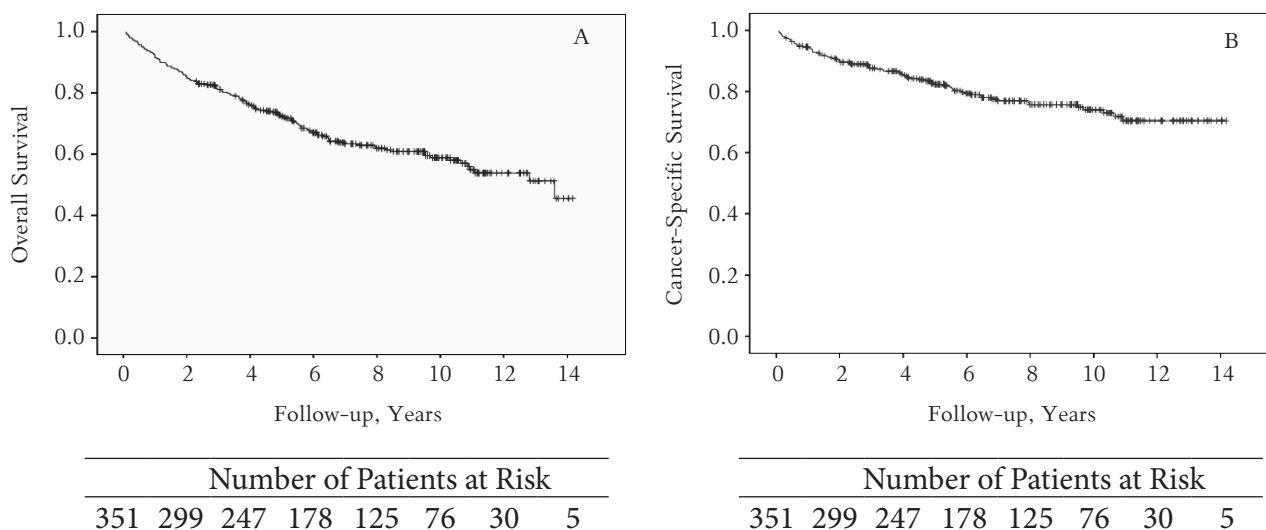 A
Overall Survival
1.0
0.8
0.6
0.4
0.2
0.0
0 2 4 6 8 10 12 14
Follow-up, Years
Number of Patients at Risk
351 299 247 178 125 76 30 5
B
Cancer-Specific Survival
1.0
0.8
0.6
0.4
0.2
0.0
0 2 4 6 8 10 12 14
Follow-up, Years
Number of Patients at Risk
351 299 247 178 125 76 30 5